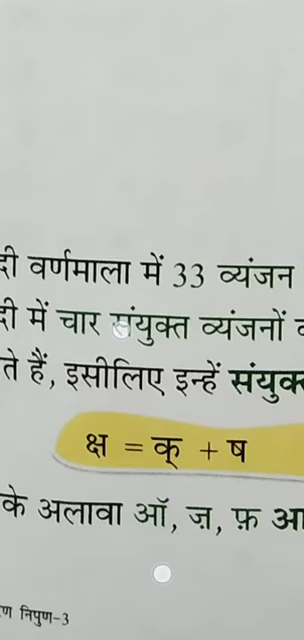 दी वर्णमाला में 33 व्यंजन
दी में चार संयुक्त व्यंजनों
ते हैं, इसीलिए इन्हें संयुक्
क्ष = क् + ष
के अलावा ऑ, ज़, फ़ आ
ण निपुण-3